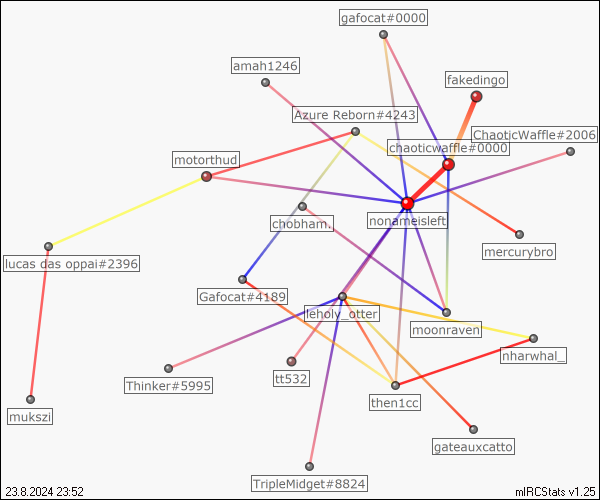 gafocat#0000
amah1246
fakedingo
Azure Reborn#4243
ChaoticWaffle#2006
chaoticwaffle#0000
motorthud
nonameisleft
chobham.
mercurybro
lucas das oppai#2396
Gafocat#4189
leholy_otter
moonraven
nharwhal_
Thinker#5995
tt532
then1cc
mukszi
gateauxcatto
TripleMidget#8824
23.8.2024 23:52
mIRCStats v1.25